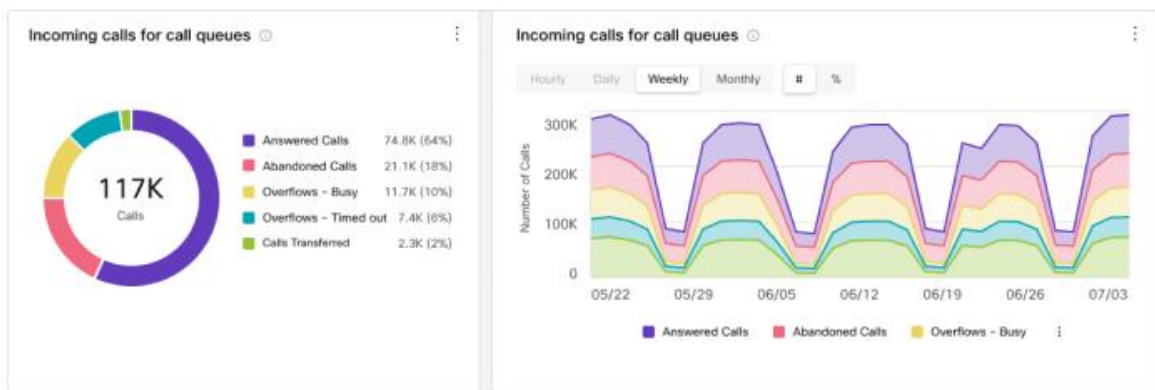 Incoming calls for call queues
117K
Calls
Answered Calls 74.8K (64%)
Abandoned Calls 21.1K (18%)
Overflows - Busy 11.7K (10%)
Overflows - Timed out 7.4K (6%)
Calls Transferred 2.3K (2%)
Incoming calls for call queues
Hourly Daily Weekly Monthly # %
Number of Calls
300K
200K
100K
0
05/22 05/29 06/05 06/12 06/19 06/26 07/03
Answered Calls Abandoned Calls Overflows - Busy